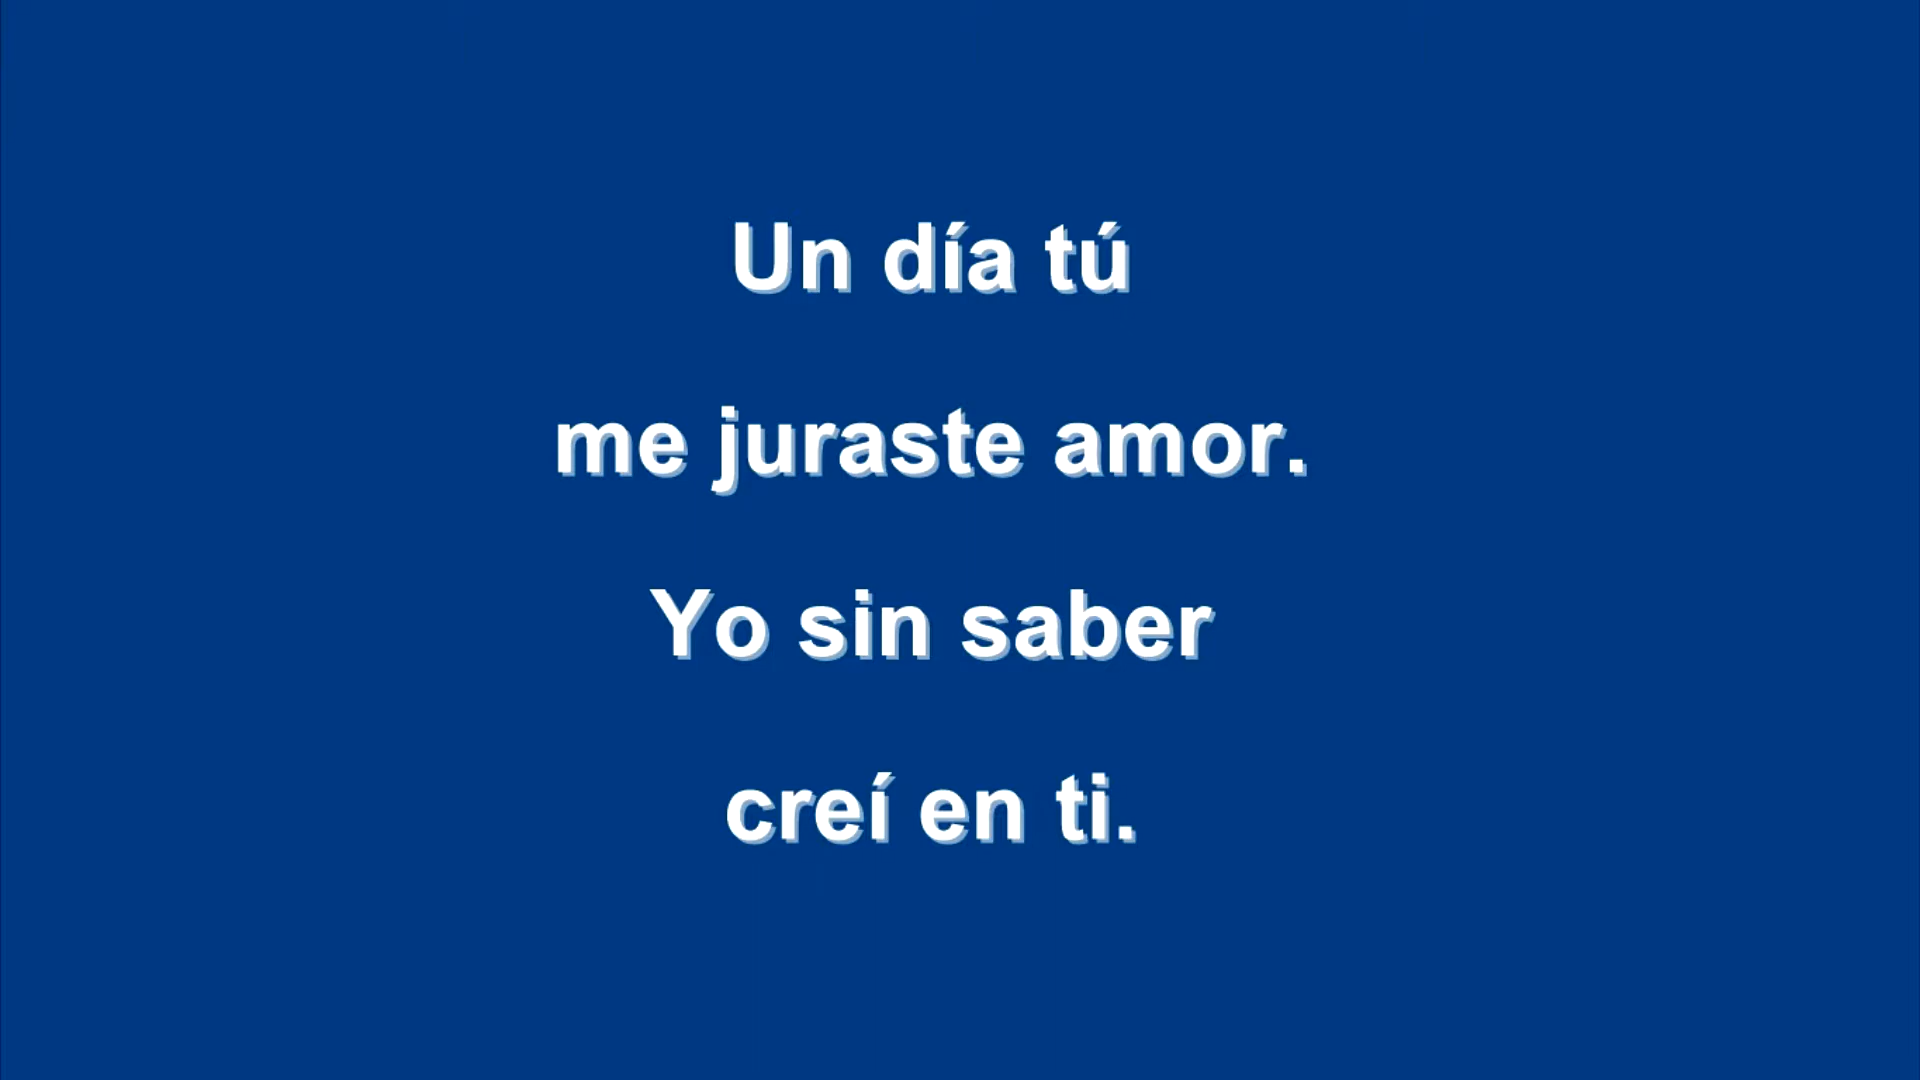 Un día tú
me juraste amor.
Yo sin saber
creí en ti.